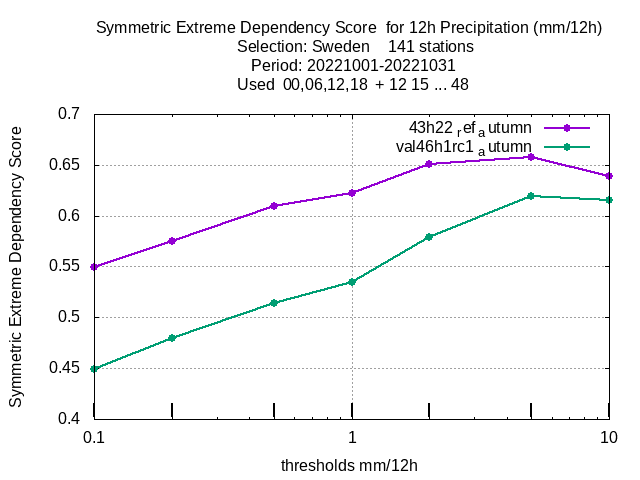 Symmetric Extreme Dependency Score for 12h Precipitation (mm/12h)
Selection: Sweden 141 stations
Period: 20221001-20221031
Used 00,06,12,18 + 12 15 ... 48
43h22 ref autumn
val46h1rc1 autumn
0.7
0.65
0.6
0.55
0.5
0.45
0.4
Symmetric Extreme Dependency Score
0.1
1
10
thresholds mm/12h